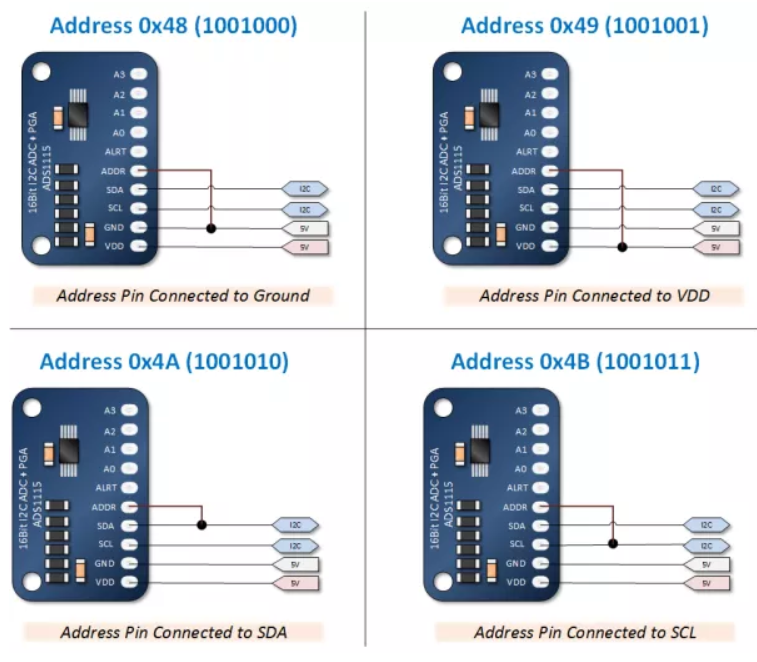 Address 0x48 (1001000)
A3
A2
A1
A0
ALRT
ADDR
SDA
SCL
GND
VDD
16Bit I2C ADC + PGA
ADS1115
I2C
I2C
5V
5V
Address Pin Connected to Ground
Address 0x49 (1001001)
A3
A2
A1
A0
ALRT
ADDR
SDA
SCL
GND
VDD
16Bit I2C ADC + PGA
ADS1115
I2C
I2C
5V
5V
Address Pin Connected to VDD
Address 0x4A (1001010)
A3
A2
A1
A0
ALRT
ADDR
SDA
SCL
GND
VDD
16Bit I2C ADC + PGA
ADS1115
I2C
I2C
5V
5V
Address Pin Connected to SDA
Address 0x4B (1001011)
A3
A2
A1
A0
ALRT
ADDR
SDA
SCL
GND
VDD
16Bit I2C ADC + PGA
ADS1115
I2C
I2C
5V
5V
Address Pin Connected to SCL